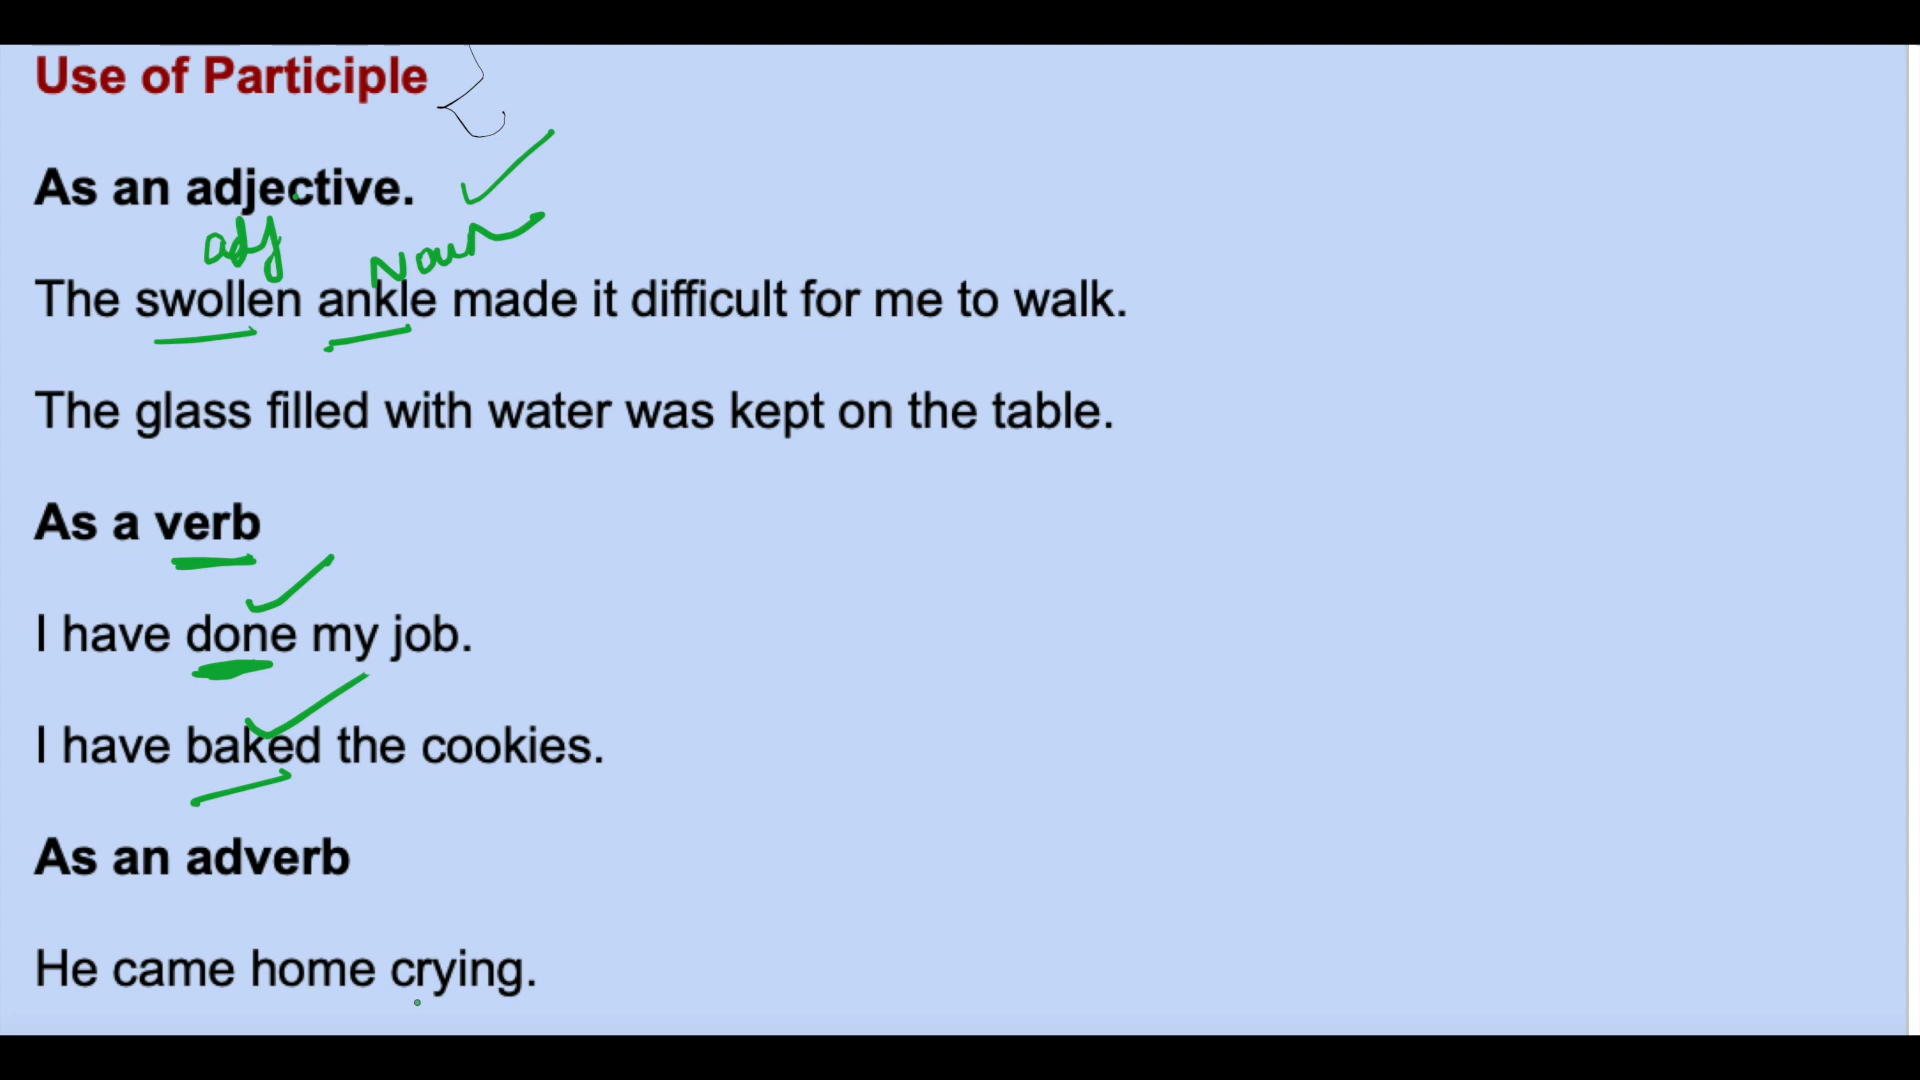 Use of Participle
As an adjective.
adj Noun
The swollen ankle made it difficult for me to walk.
The glass filled with water was kept on the table.
As a verb
I have done my job.
I have baked the cookies.
As an adverb
He came home crying.